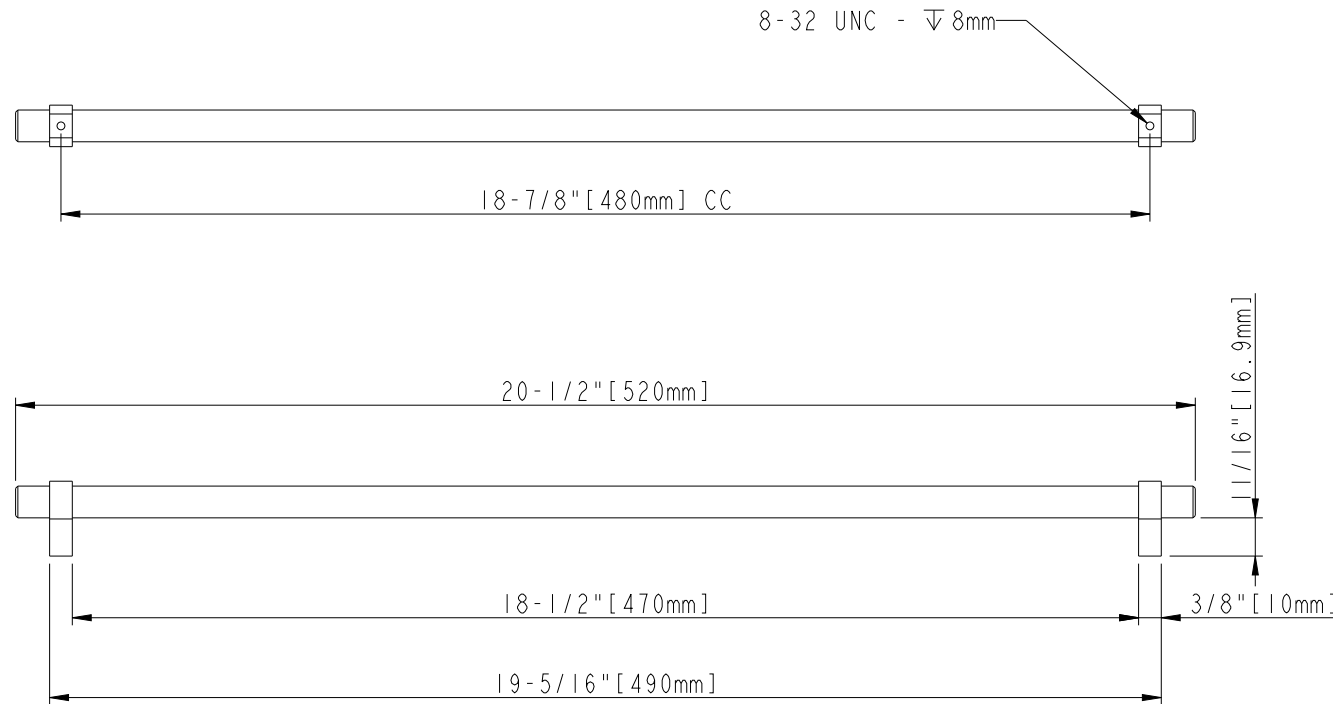 8-32 UNC - ↧ 8mm
18-7/8"[480mm] CC
20-1/2"[520mm]
11/16"[16.9mm]
18-1/2"[470mm]
3/8"[10mm]
19-5/16"[490mm]